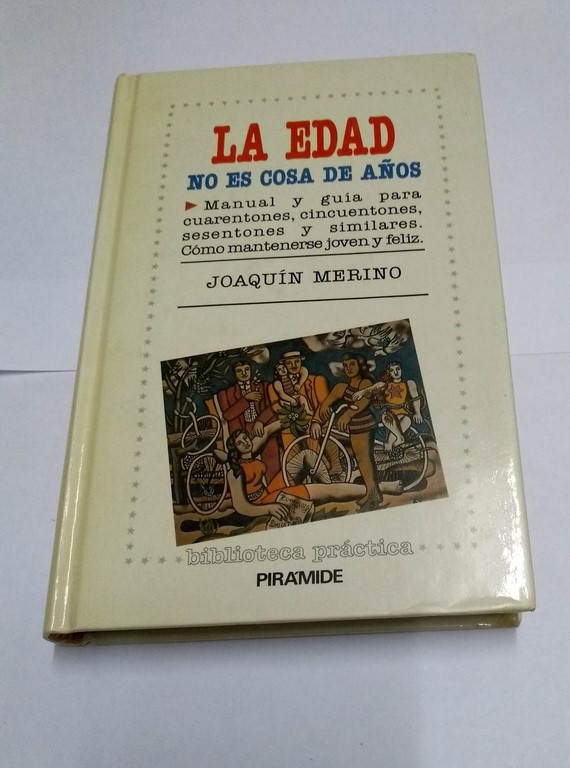 LA EDAD
NO ES COSA DE AÑOS
Manual y guía para
cuarentones, cincuentones,
sesentones y similares.
Cómo mantenerse joven y feliz.
JOAQUÍN MERINO
biblioteca práctica
PIRÁMIDE